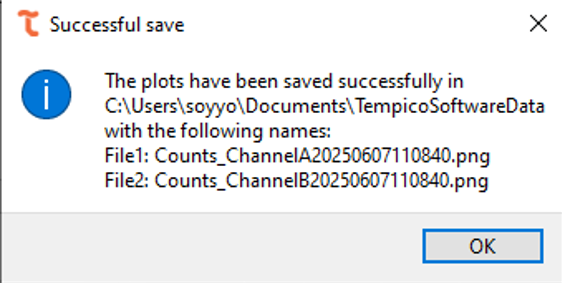 Successful save
The plots have been saved successfully in
C:\Users\soyyo\Documents\TempicoSoftwareData
with the following names:
File1: Counts_ChannelA20250607110840.png
File2: Counts_ChannelB20250607110840.png
OK